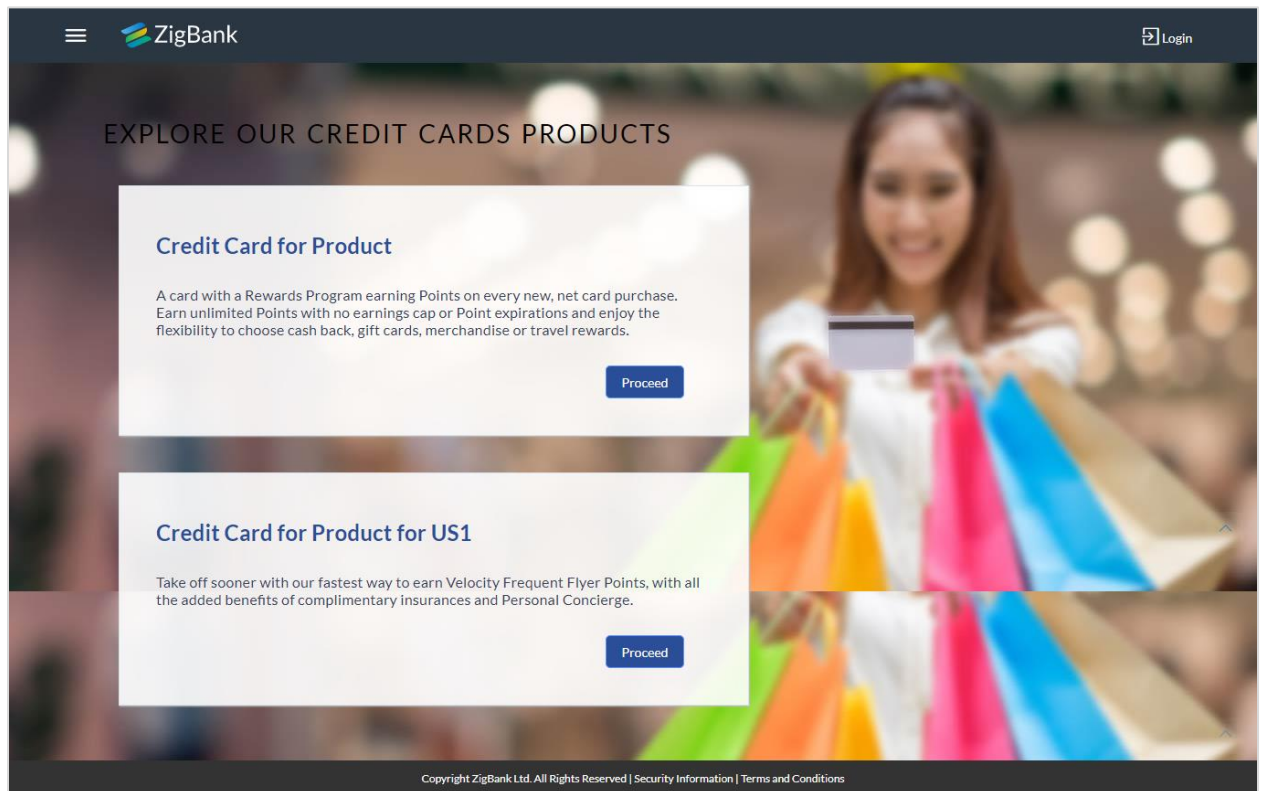 ZigBank
Login
EXPLORE OUR CREDIT CARDS PRODUCTS
Credit Card for Product
A card with a Rewards Program earning Points on every new, net card purchase.
Earn unlimited Points with no earnings cap or Point expirations and enjoy the
flexibility to choose cash back, gift cards, merchandise or travel rewards.
Proceed
Credit Card for Product for US1
Take off sooner with our fastest way to earn Velocity Frequent Flyer Points, with all
the added benefits of complimentary insurances and Personal Concierge.
Proceed
Copyright ZigBank Ltd. All Rights Reserved | Security Information | Terms and Conditions